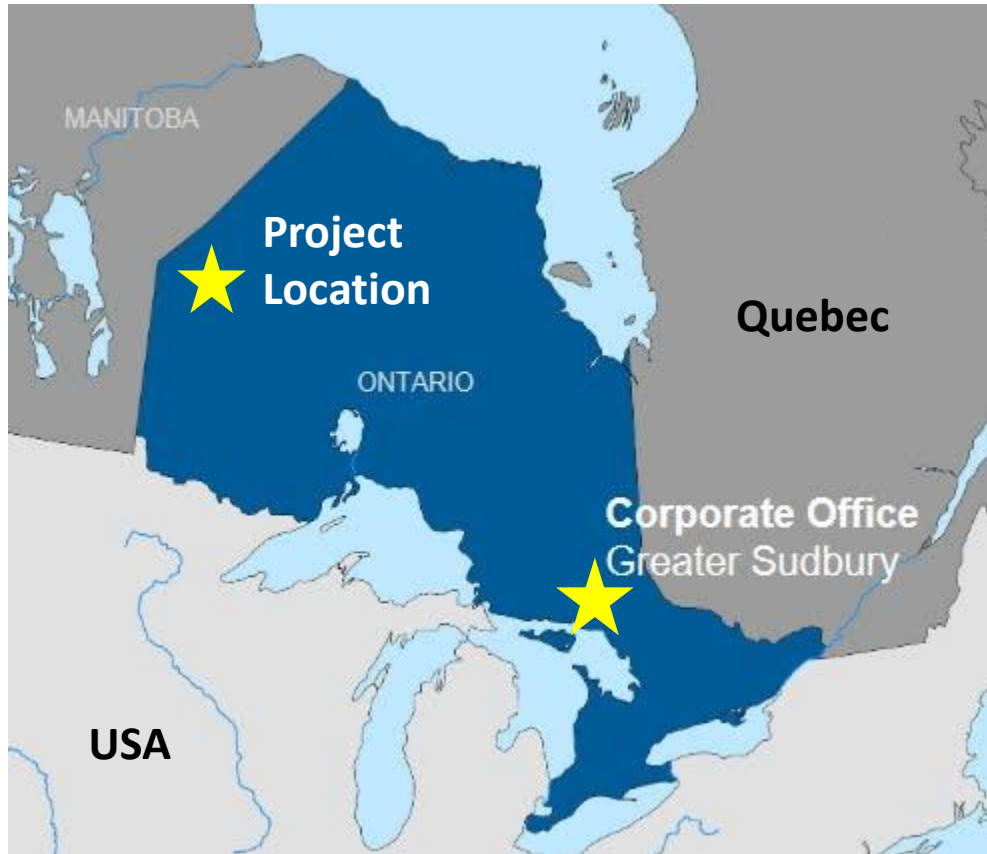 MANITOBA
Project
Location
Quebec
ONTARIO
Corporate Office
Greater Sudbury
USA